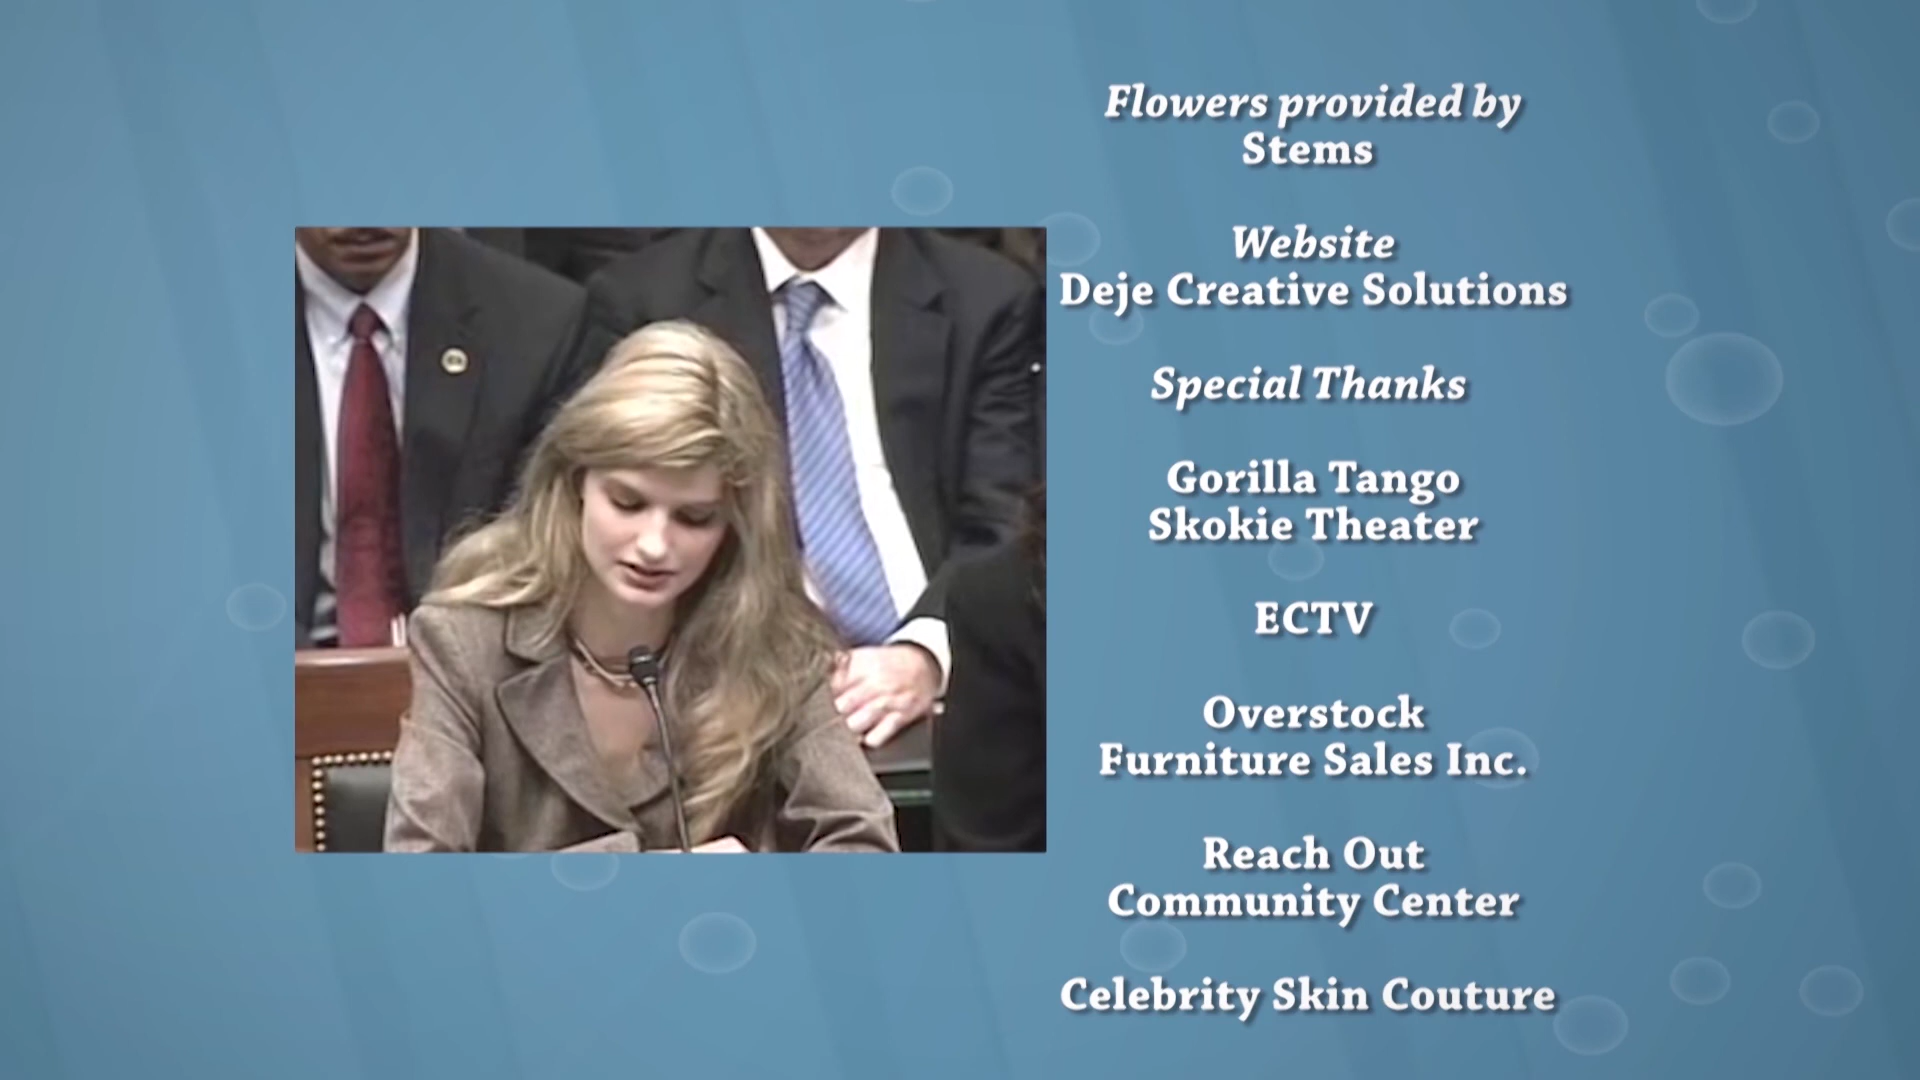 Flowers provided by
Stems
Website
Deje Creative Solutions
Special Thanks
Gorilla Tango
Skokie Theater
ECTV
Overstock
Furniture Sales Inc.
Reach Out
Community Center
Celebrity Skin Couture